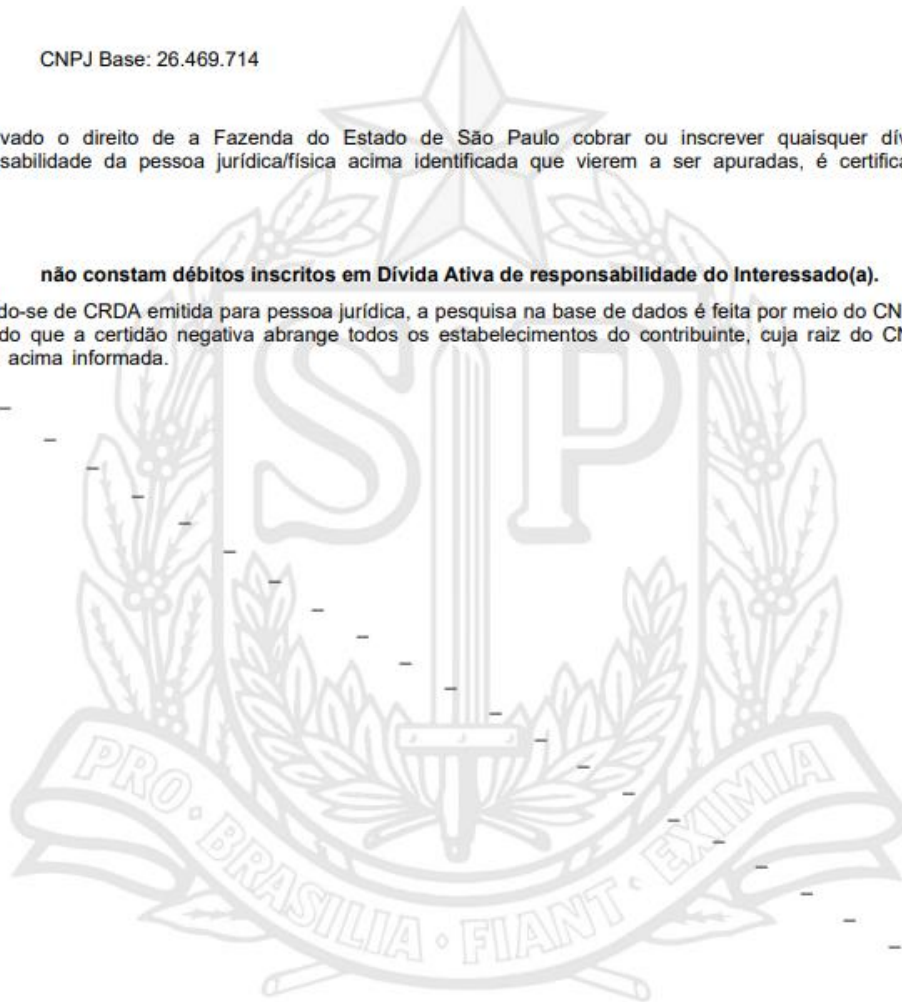 CNPJ Base: 26.469.714
vado o direito de a Fazenda do Estado de São Paulo cobrar ou inscrever quaisquer dív
sabilidade da pessoa jurídica/física acima identificada que vierem a ser apuradas, é certifica
não constam débitos inscritos em Dívida Ativa de responsabilidade do Interessado(a).
do-se de CRDA emitida para pessoa jurídica, a pesquisa na base de dados é feita por meio do CN
do que a certidão negativa abrange todos os estabelecimentos do contribuinte, cuja raiz do CN
acima informada.
SP
PRO · BRASILIA · FIANT · EXIMIA